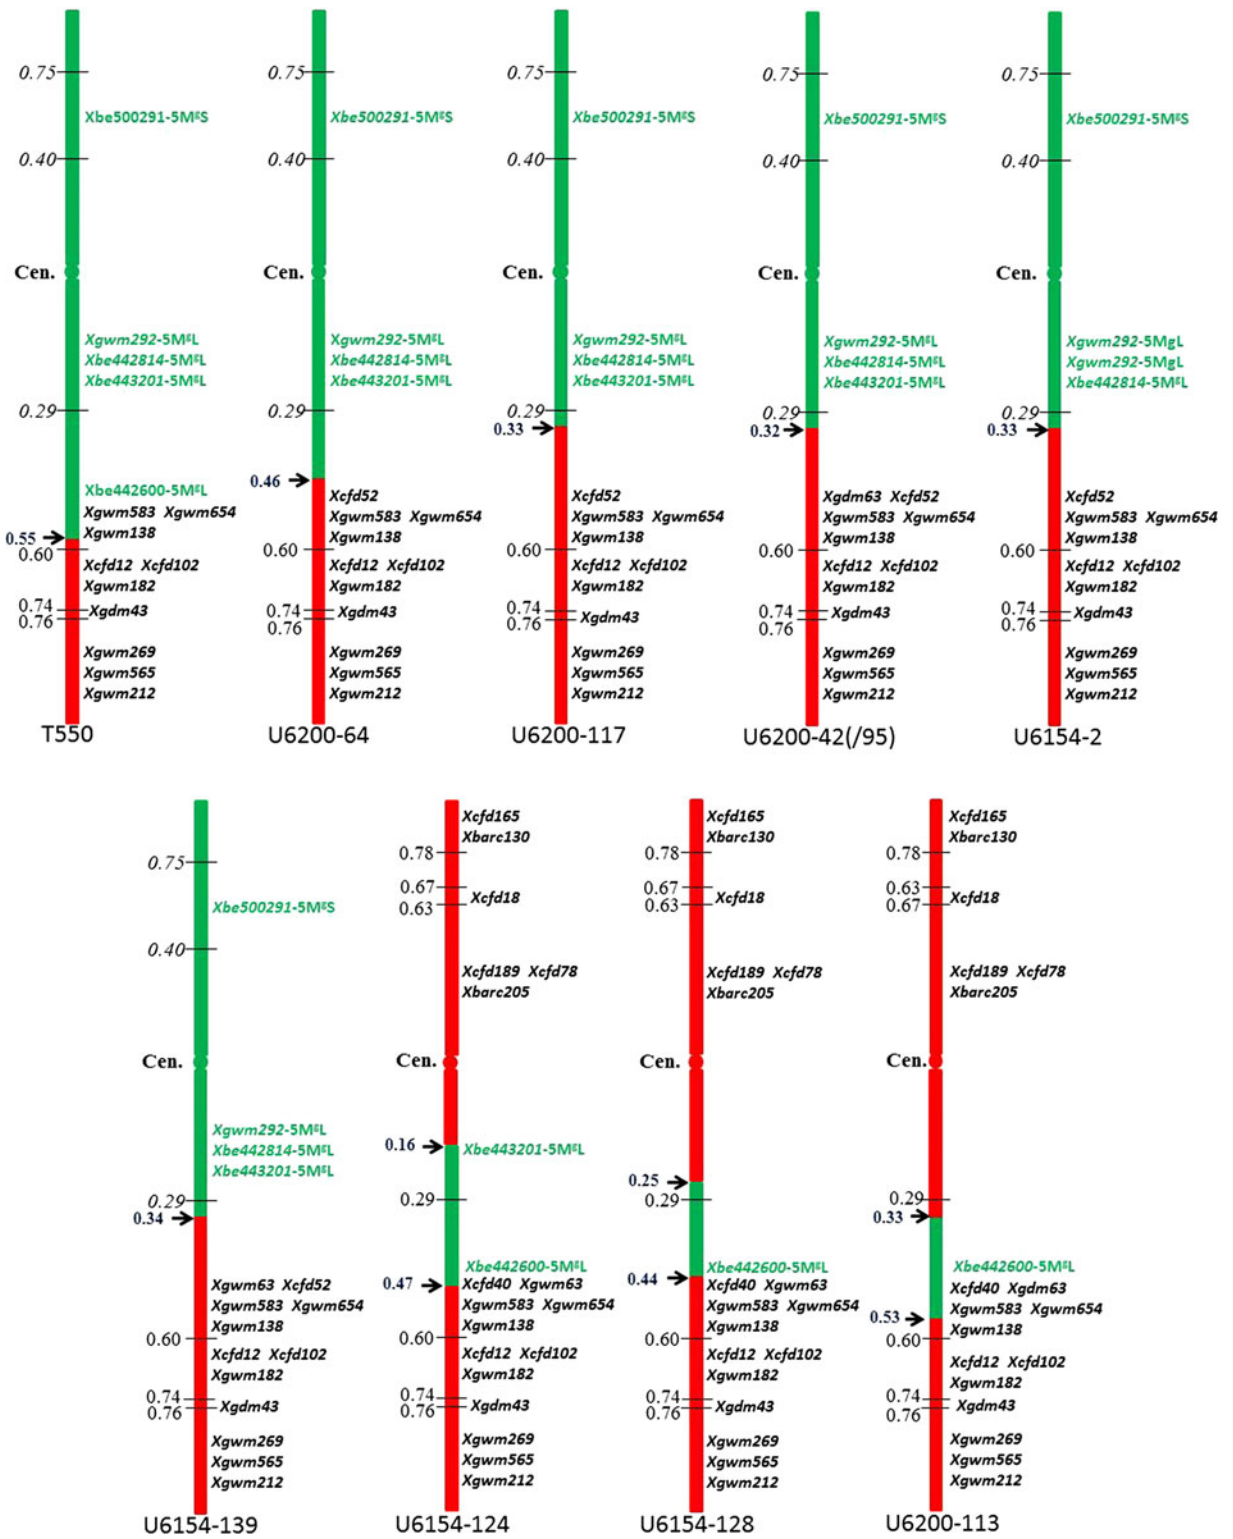 0.75
Xbe500291-5MᵍS
0.40
Cen.
Xgwm292-5MᵍL
Xbe442814-5MᵍL
Xbe443201-5MᵍL
0.29
Xbe442600-5MᵍL
Xgwm583 Xgwm654
Xgwm138
0.55
0.60
Xcfd12 Xcfd102
Xgwm182
0.74
Xgdm43
0.76
Xgwm269
Xgwm565
Xgwm212
T550
0.75
Xbe500291-5MᵍS
0.40
Cen.
Xgwm292-5MᵍL
Xbe442814-5MᵍL
Xbe443201-5MᵍL
0.29
0.46
Xcfd52
Xgwm583 Xgwm654
Xgwm138
0.60
Xcfd12 Xcfd102
Xgwm182
0.74
Xgdm43
0.76
Xgwm269
Xgwm565
Xgwm212
U6200-64
0.75
Xbe500291-5MᵍS
0.40
Cen.
Xgwm292-5MᵍL
Xbe442814-5MᵍL
Xbe443201-5MᵍL
0.29
0.33
Xcfd52
Xgwm583 Xgwm654
Xgwm138
0.60
Xcfd12 Xcfd102
Xgwm182
0.74
Xgdm43
0.76
Xgwm269
Xgwm565
Xgwm212
U6200-117
0.75
Xbe500291-5MᵍS
0.40
Cen.
Xgwm292-5MᵍL
Xbe442814-5MᵍL
Xbe443201-5MᵍL
0.29
0.32
Xgdm63 Xcfd52
Xgwm583 Xgwm654
Xgwm138
0.60
Xcfd12 Xcfd102
Xgwm182
0.74
Xgdm43
0.76
Xgwm269
Xgwm565
Xgwm212
U6200-42(/95)
0.75
Xbe500291-5MᵍS
0.40
Cen.
Xgwm292-5MgL
Xgwm292-5MgL
Xbe442814-5MᵍL
0.29
0.33
Xcfd52
Xgwm583 Xgwm654
Xgwm138
0.60
Xcfd12 Xcfd102
Xgwm182
0.74
Xgdm43
0.76
Xgwm269
Xgwm565
Xgwm212
U6154-2
0.75
Xbe500291-5MᵍS
0.40
Cen.
Xgwm292-5MᵍL
Xbe442814-5MᵍL
Xbe443201-5MᵍL
0.29
0.34
Xgwm63 Xcfd52
Xgwm583 Xgwm654
Xgwm138
0.60
Xcfd12 Xcfd102
Xgwm182
0.74
Xgdm43
0.76
Xgwm269
Xgwm565
Xgwm212
U6154-139
Xcfd165
Xbarc130
0.78
0.67
Xcfd18
0.63
Xcfd189 Xcfd78
Xbarc205
Cen.
0.16
Xbe443201-5MᵍL
0.29
Xbe442600-5MᵍL
0.47
Xcfd40 Xgwm63
Xgwm583 Xgwm654
Xgwm138
0.60
Xcfd12 Xcfd102
Xgwm182
0.74
Xgdm43
0.76
Xgwm269
Xgwm565
Xgwm212
U6154-124
Xcfd165
Xbarc130
0.78
0.67
Xcfd18
0.63
Xcfd189 Xcfd78
Xbarc205
Cen.
0.25
0.29
Xbe442600-5MᵍL
0.44
Xcfd40 Xgwm63
Xgwm583 Xgwm654
Xgwm138
0.60
Xcfd12 Xcfd102
Xgwm182
0.74
Xgdm43
0.76
Xgwm269
Xgwm565
Xgwm212
U6154-128
Xcfd165
Xbarc130
0.78
0.63
Xcfd18
0.67
Xcfd189 Xcfd78
Xbarc205
Cen.
0.29
0.33
Xbe442600-5MᵍL
Xcfd40 Xgdm63
Xgwm583 Xgwm654
0.53
Xgwm138
0.60
Xcfd12 Xcfd102
Xgwm182
0.74
Xgdm43
0.76
Xgwm269
Xgwm565
Xgwm212
U6200-113